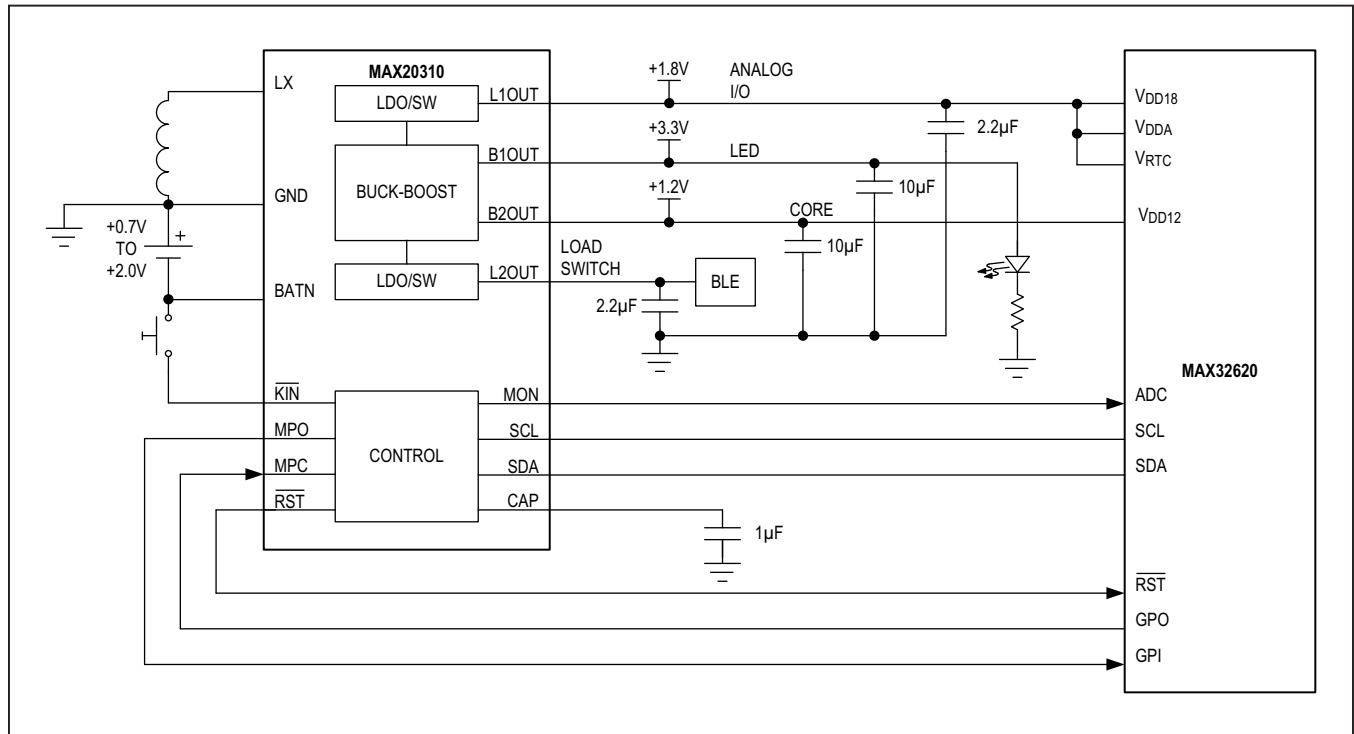 MAX20310
LX
LDO/SW
L1OUT
+1.8V
ANALOG
I/O
2.2µF
VDD18
VDDA
VRTC
BUCK-BOOST
B1OUT
+3.3V
LED
10µF
GND
B2OUT
+1.2V
CORE
10µF
VDD12
+0.7V
TO
+2.0V
+
BATN
LDO/SW
L2OUT
LOAD
SWITCH
BLE
2.2µF
MAX32620
KIN
MPO
MPC
RST
CONTROL
MON
SCL
SDA
CAP
1µF
ADC
SCL
SDA
RST
GPO
GPI